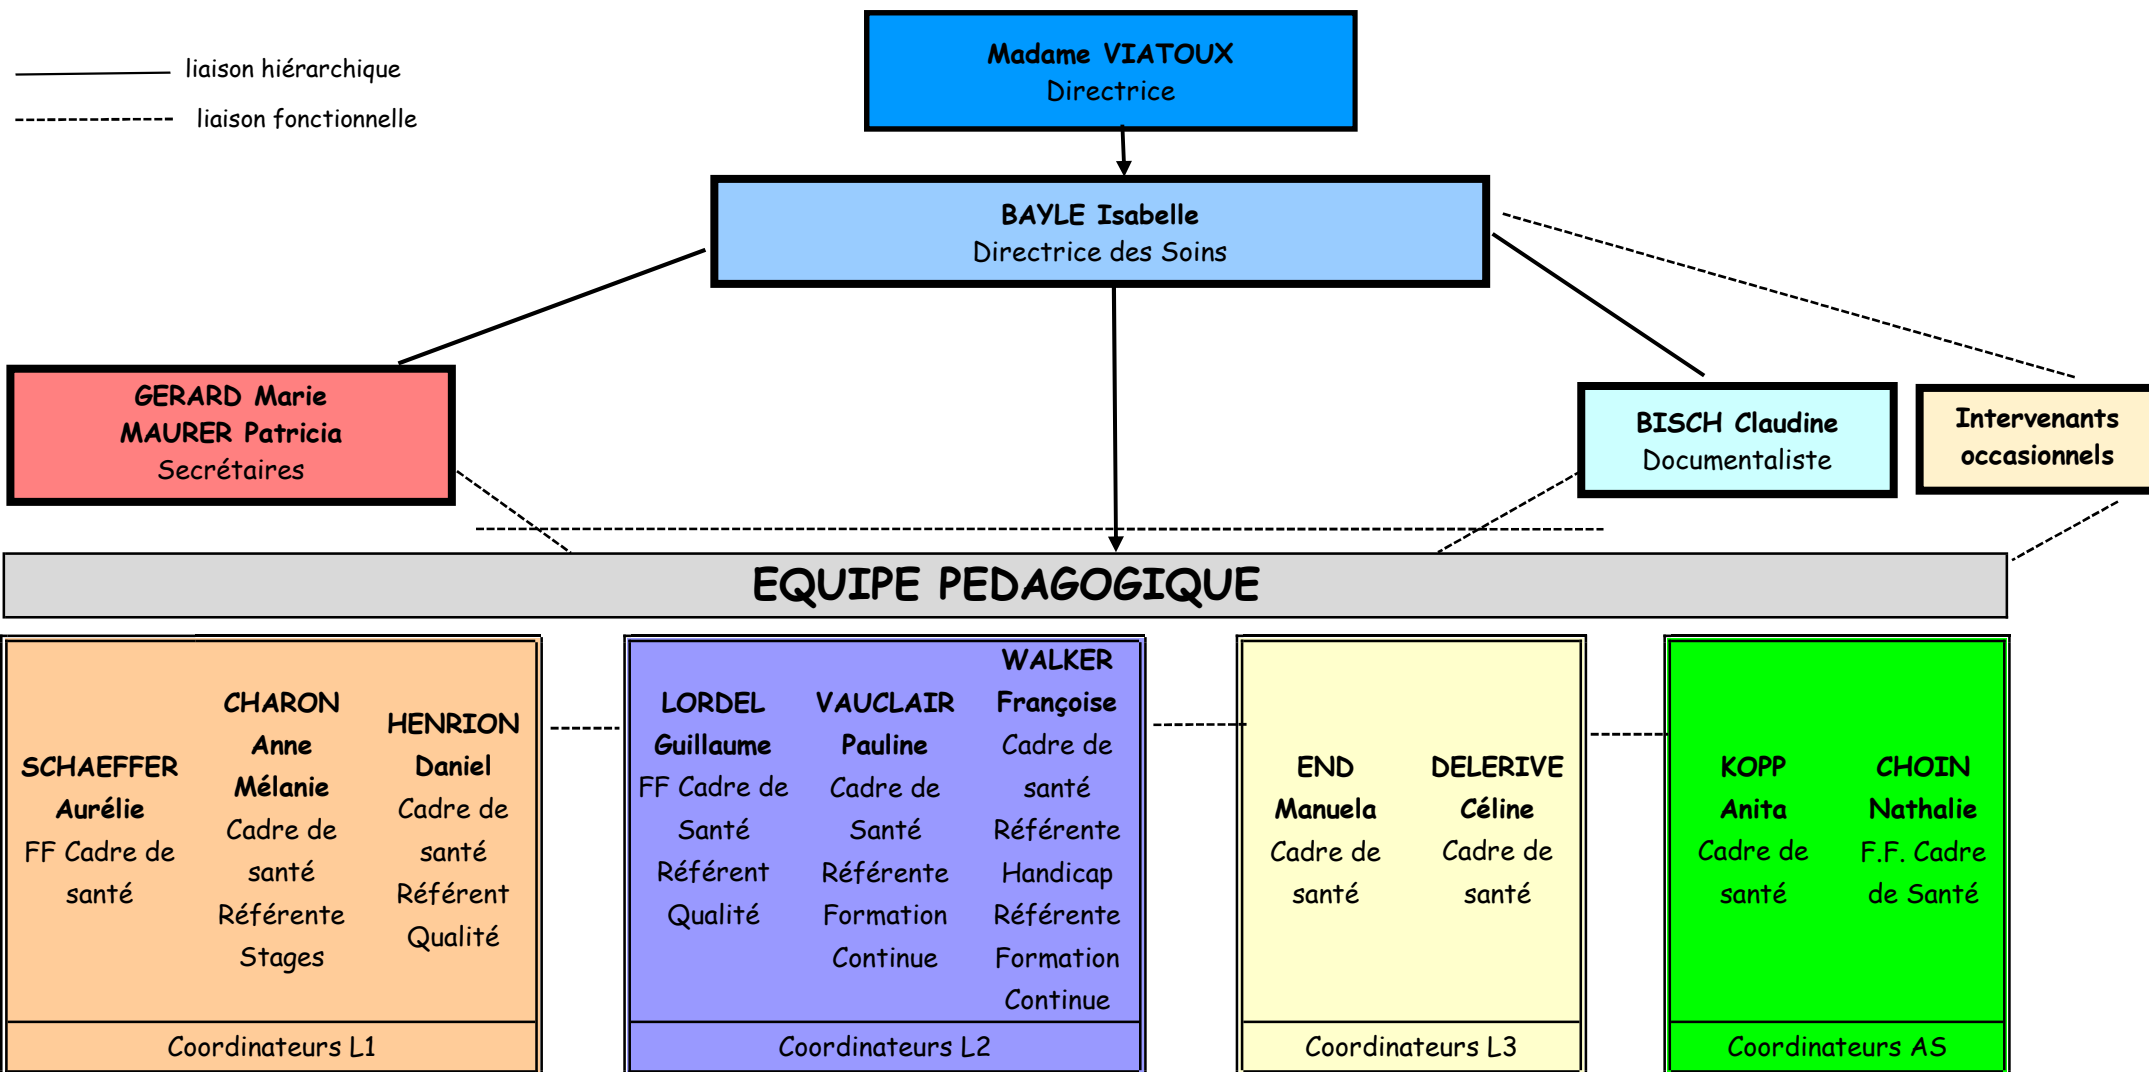 liaison hiérarchique
liaison fonctionnelle
Madame VIATOUX
Directrice
BAYLE Isabelle
Directrice des Soins
GERARD Marie
MAURER Patricia
Secrétaires
BISCH Claudine
Documentaliste
Intervenants
occasionnels
EQUIPE PEDAGOGIQUE
SCHAEFFER
Aurélie
FF Cadre de
santé
CHARON
Anne
Mélanie
Cadre de
santé
Référente
Stages
HENRION
Daniel
Cadre de
santé
Référent
Qualité
Coordinateurs L1
LORDEL
Guillaume
FF Cadre de
Santé
Référent
Qualité
VAUCLAIR
Pauline
Cadre de
Santé
Référente
Formation
Continue
WALKER
Françoise
Cadre de
santé
Référente
Handicap
Référente
Formation
Continue
Coordinateurs L2
END
Manuela
Cadre de
santé
DELERIVE
Céline
Cadre de
santé
Coordinateurs L3
KOPP
Anita
Cadre de
santé
CHOIN
Nathalie
F.F. Cadre
de Santé
Coordinateurs AS